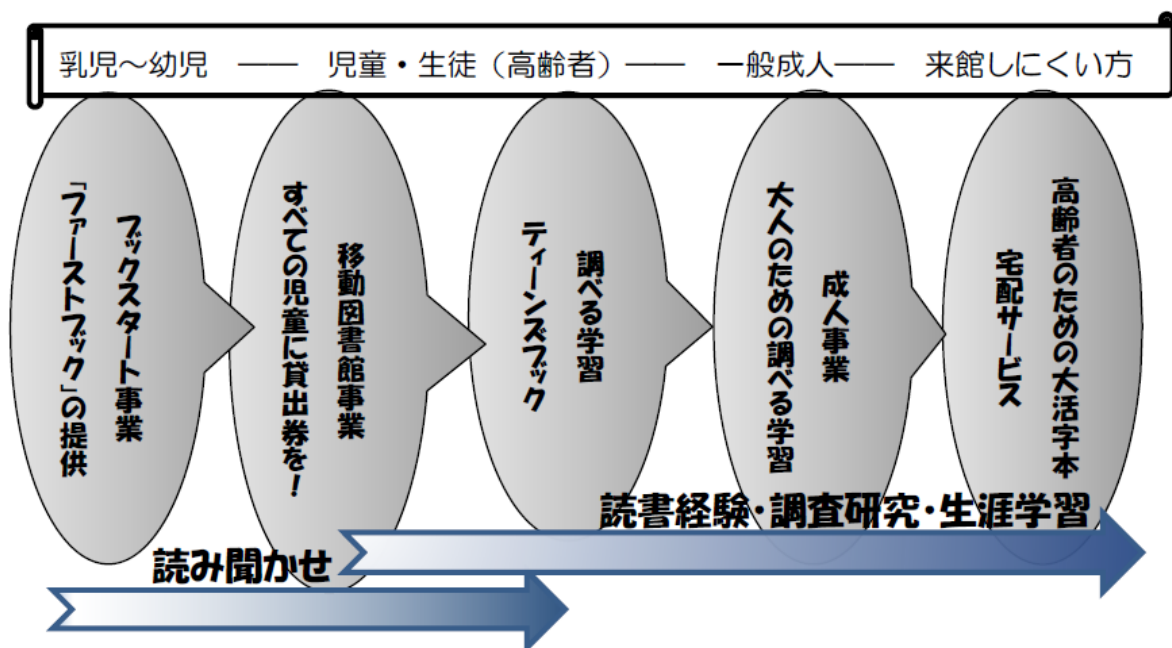 乳児～幼児 ―― 児童・生徒（高齢者）―― 一般成人―― 来館しにくい方
ブックスタート事業
「ファーストブック」の提供
移動図書館事業
すべての児童に貸出券を！
調べる学習
ティーンズブック
成人事業
大人のための調べる学習
高齢者のための大活字本
宅配サービス
読書経験・調査研究・生涯学習
読み聞かせ